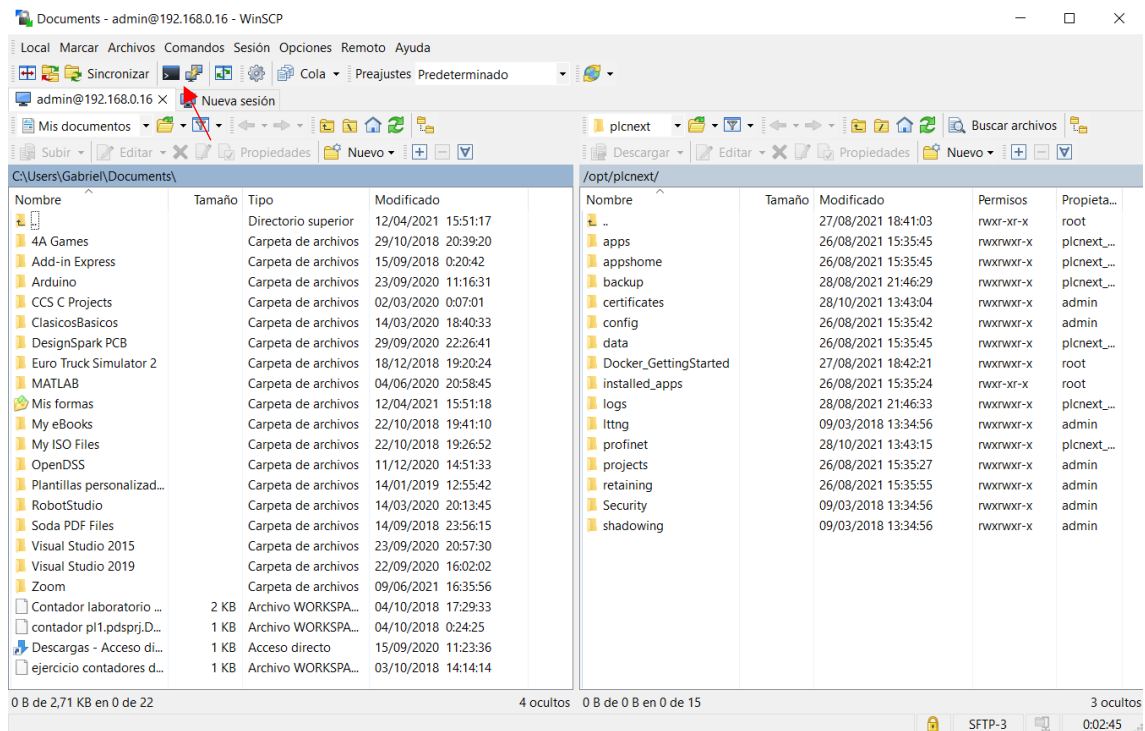 Documents - admin@192.168.0.16 - WinSCP
Local Marcar Archivos Comandos Sesión Opciones Remoto Ayuda
Sincronizar Cola Preajustes Predeterminado
admin@192.168.0.16 Nueva sesión
Mis documentos
Subir Editar Propiedades Nuevo
C:\Users\Gabriel\Documents\
Nombre Tamaño Tipo Modificado
.. Directorio superior 12/04/2021 15:51:17
4A Games Carpeta de archivos 29/10/2018 20:39:20
Add-in Express Carpeta de archivos 15/09/2018 0:20:42
Arduino Carpeta de archivos 23/09/2020 11:16:31
CCS C Projects Carpeta de archivos 02/03/2020 0:07:01
ClasicosBasicos Carpeta de archivos 14/03/2020 18:40:33
DesignSpark PCB Carpeta de archivos 29/09/2020 22:26:41
Euro Truck Simulator 2 Carpeta de archivos 18/12/2018 19:20:24
MATLAB Carpeta de archivos 04/06/2020 20:58:45
Mis formas Carpeta de archivos 12/04/2021 15:51:18
My eBooks Carpeta de archivos 22/10/2018 19:41:10
My ISO Files Carpeta de archivos 22/10/2018 19:26:52
OpenDSS Carpeta de archivos 11/12/2020 14:51:33
Plantillas personalizad... Carpeta de archivos 14/01/2019 12:55:42
RobotStudio Carpeta de archivos 14/03/2020 20:13:45
Soda PDF Files Carpeta de archivos 14/09/2018 23:56:15
Visual Studio 2015 Carpeta de archivos 23/09/2020 20:57:30
Visual Studio 2019 Carpeta de archivos 22/09/2020 16:02:02
Zoom Carpeta de archivos 09/06/2021 16:35:56
Contador laboratorio ... 2 KB Archivo WORKSPA... 04/10/2018 17:29:33
contador pl1.pdsprj.D... 1 KB Archivo WORKSPA... 04/10/2018 0:24:25
Descargas - Acceso di... 1 KB Acceso directo 15/09/2020 11:23:36
ejercicio contadores d... 1 KB Archivo WORKSPA... 03/10/2018 14:14:14
0 B de 2,71 KB en 0 de 22 4 ocultos
plcnext Buscar archivos
Descargar Editar Propiedades Nuevo
/opt/plcnext/
Nombre Tamaño Modificado Permisos Propieta...
.. 27/08/2021 18:41:03 rwxr-xr-x root
apps 26/08/2021 15:35:45 rwxrwxr-x plcnext_...
appshome 26/08/2021 15:35:45 rwxrwxr-x plcnext_...
backup 28/08/2021 21:46:29 rwxrwxr-x plcnext_...
certificates 28/10/2021 13:43:04 rwxrwxr-x admin
config 26/08/2021 15:35:42 rwxrwxr-x admin
data 26/08/2021 15:35:45 rwxrwxr-x plcnext_...
Docker_GettingStarted 27/08/2021 18:42:21 rwxrwxr-x root
installed_apps 26/08/2021 15:35:24 rwxr-xr-x root
logs 28/08/2021 21:46:33 rwxrwxr-x plcnext_...
lttng 09/03/2018 13:34:56 rwxrwxr-x admin
profinet 28/10/2021 13:43:15 rwxrwxr-x plcnext_...
projects 26/08/2021 15:35:27 rwxrwxr-x admin
retaining 26/08/2021 15:35:55 rwxrwxr-x admin
Security 09/03/2018 13:34:56 rwxrwxr-x admin
shadowing 09/03/2018 13:34:56 rwxrwxr-x admin
0 B de 0 B en 0 de 15 3 ocultos
SFTP-3 0:02:45